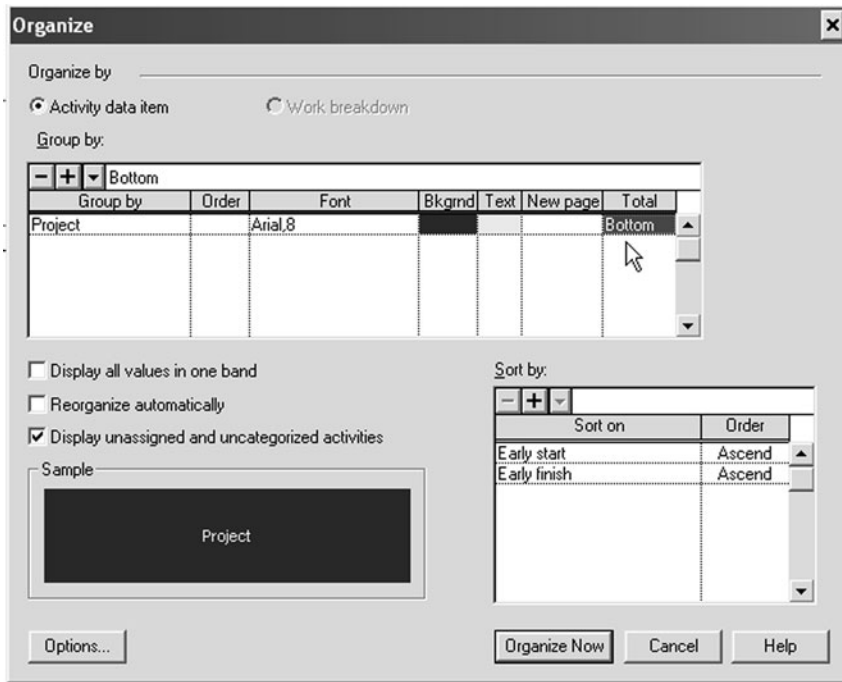 Organize
Organize by
Activity data item Work breakdown
Group by:
Bottom
Group by Order Font Bkgrnd Text New page Total
Project Arial,8 Bottom
Display all values in one band
Reorganize automatically
Display unassigned and uncategorized activities
Sample
Project
Sort by:
Sort on Order
Early start Ascend
Early finish Ascend
Options... Organize Now Cancel Help